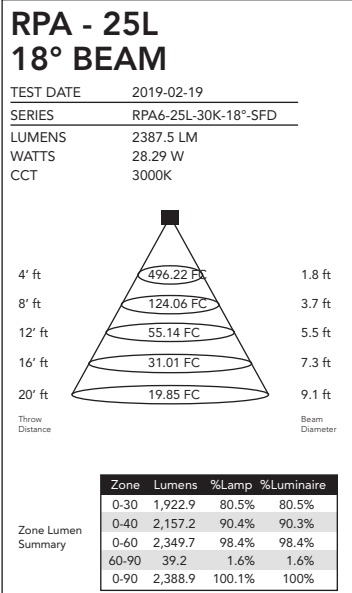 RPA - 25L
18° BEAM
TEST DATE 2019-02-19
SERIES RPA6-25L-30K-18°-SFD
LUMENS 2387.5 LM
WATTS 28.29 W
CCT 3000K
4' ft 496.22 FC 1.8 ft
8' ft 124.06 FC 3.7 ft
12' ft 55.14 FC 5.5 ft
16' ft 31.01 FC 7.3 ft
20' ft 19.85 FC 9.1 ft
Throw Beam
Distance Diameter
Zone Lumens %Lamp %Luminaire
0-30 1,922.9 80.5% 80.5%
0-40 2,157.2 90.4% 90.3%
Zone Lumen
Summary
0-60 2,349.7 98.4% 98.4%
60-90 39.2 1.6% 1.6%
0-90 2,388.9 100.1% 100%